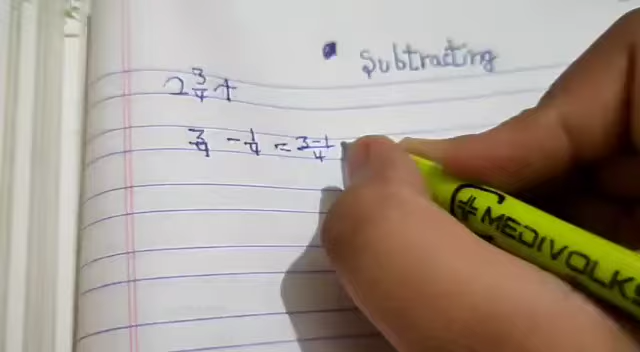 • Subtracting
2 3/4 +
3/4 - 1/4 = 3-1/4
MEDIVOLKS